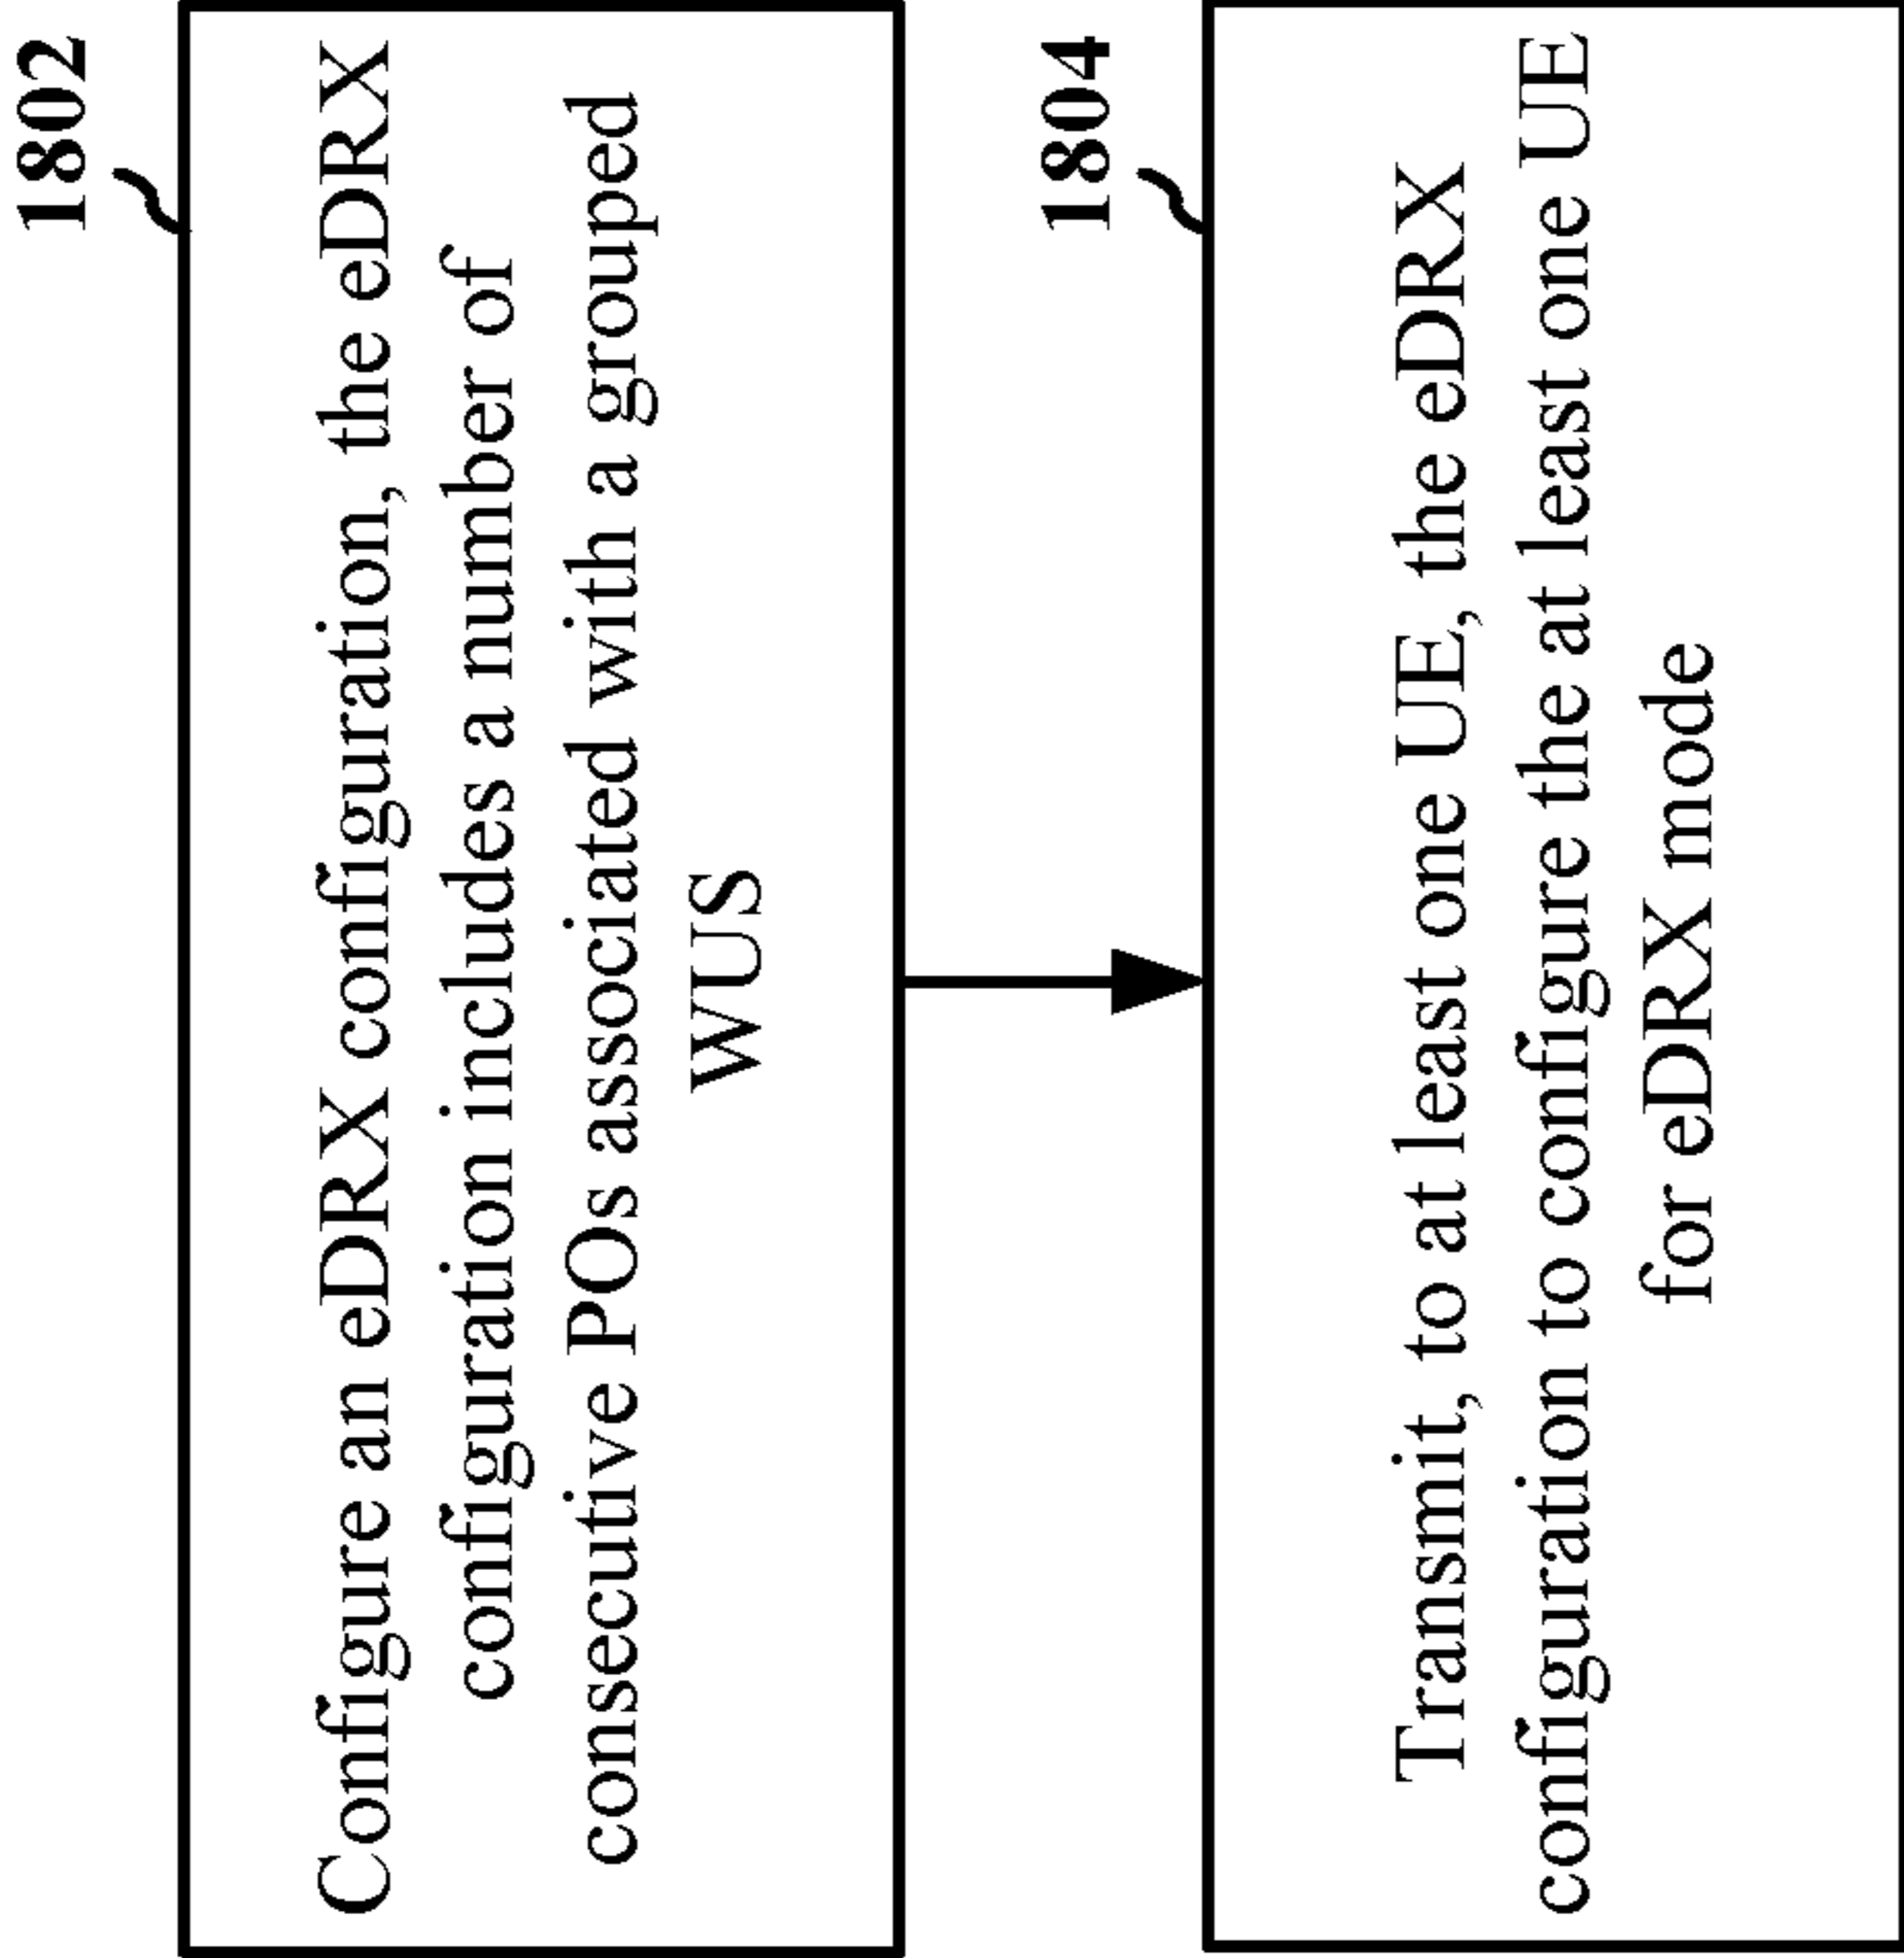 1802
Configure an eDRX configuration, the eDRX
configuration includes a number of
consecutive POs associated with a grouped
WUS
1804
Transmit, to at least one UE, the eDRX
configuration to configure the at least one UE
for eDRX mode